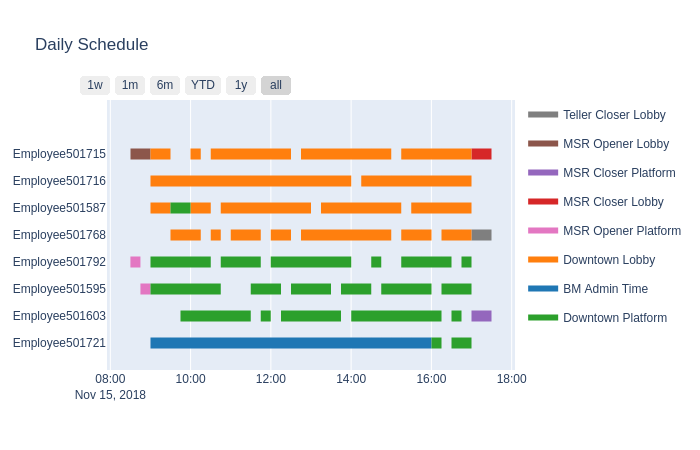 Daily Schedule
1w 1m 6m YTD 1y all
Employee501715
Employee501716
Employee501587
Employee501768
Employee501792
Employee501595
Employee501603
Employee501721
08:00 10:00 12:00 14:00 16:00 18:00
Nov 15, 2018
Teller Closer Lobby
MSR Opener Lobby
MSR Closer Platform
MSR Closer Lobby
MSR Opener Platform
Downtown Lobby
BM Admin Time
Downtown Platform